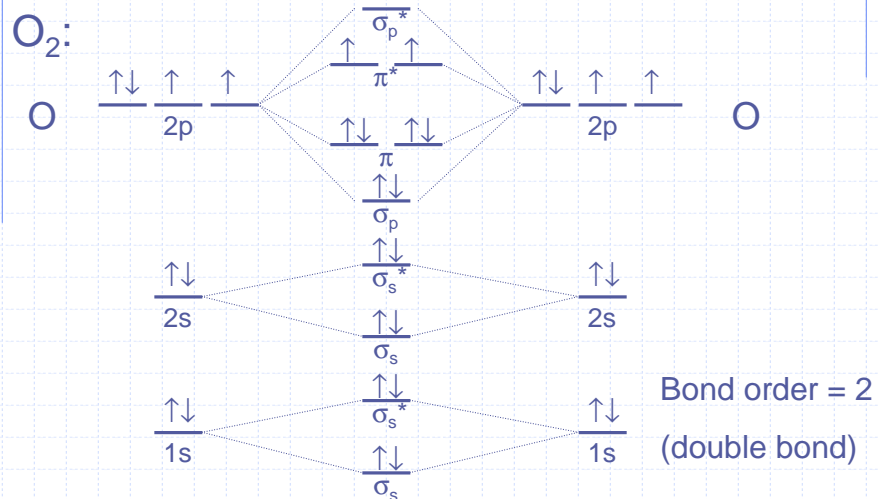 O₂:
σₚ*
↑ ↑
π*
↑↓ ↑ ↑ ↑↓ ↑ ↑
O 2p 2p O
↑↓ ↑↓
π
↑↓
σₚ
↑↓
σₛ*
↑↓ ↑↓
2s 2s
↑↓
σₛ
↑↓
σₛ*
↑↓ ↑↓
1s 1s
↑↓
σₛ
Bond order = 2
(double bond)